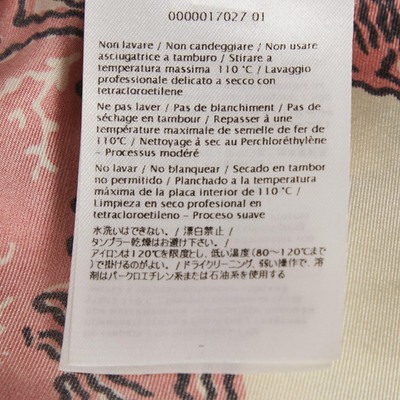 0000017027 01
Non lavare / Non candeggiare / Non usare
asciugatrice a tamburo / Stirare a
temperatura massima 110 °C / Lavaggio
professionale delicato a secco con
tetracloroetilene
Ne pas laver / Pas de blanchiment / Pas de
séchage en tambour / Repasser à une
température maximale de semelle de fer de
110°C / Nettoyage à sec au Perchloréthylène
– Processus modéré
No lavar / No blanquear / Secado en tambor
no permitido / Planchado a la temperatura
máxima de la placa interior de 110 °C /
Limpieza en seco profesional en
tetracloroetileno – Proceso suave
水洗いはできない。/ 漂白禁止 /
タンブラー乾燥はお避け下さい。/
アイロンは120℃を限度とし、低い温度(80～120℃まで
)で掛けるのがよい。/ ドライクリーニング、弱い操作で、溶
剤はパークロエチレン系または石油系を使用する